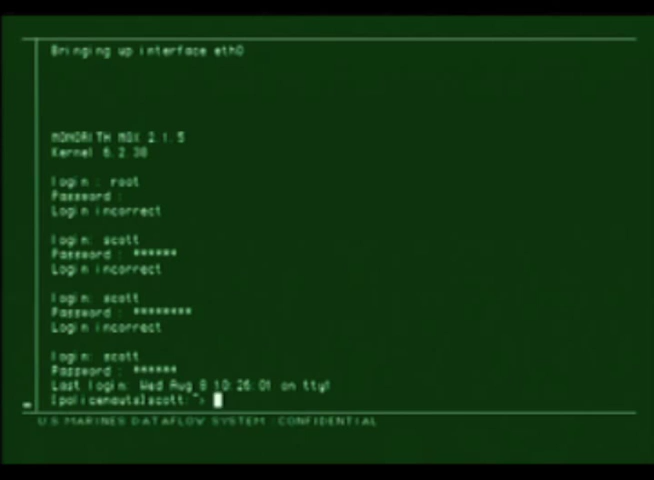 Bringing up interface eth0
MONORITH MSX 2.1.5
Kernel 6.2.38
login : root
Password :
Login incorrect
login: scott
Password : ******
Login incorrect
login: scott
Password : ********
Login incorrect
login: scott
Password : ******
Last login: Wed Aug 8 10:26:01 on tty1
[policenauts]scott:~>
U.S.MARINES DATAFLOW SYSTEM : CONFIDENTIAL